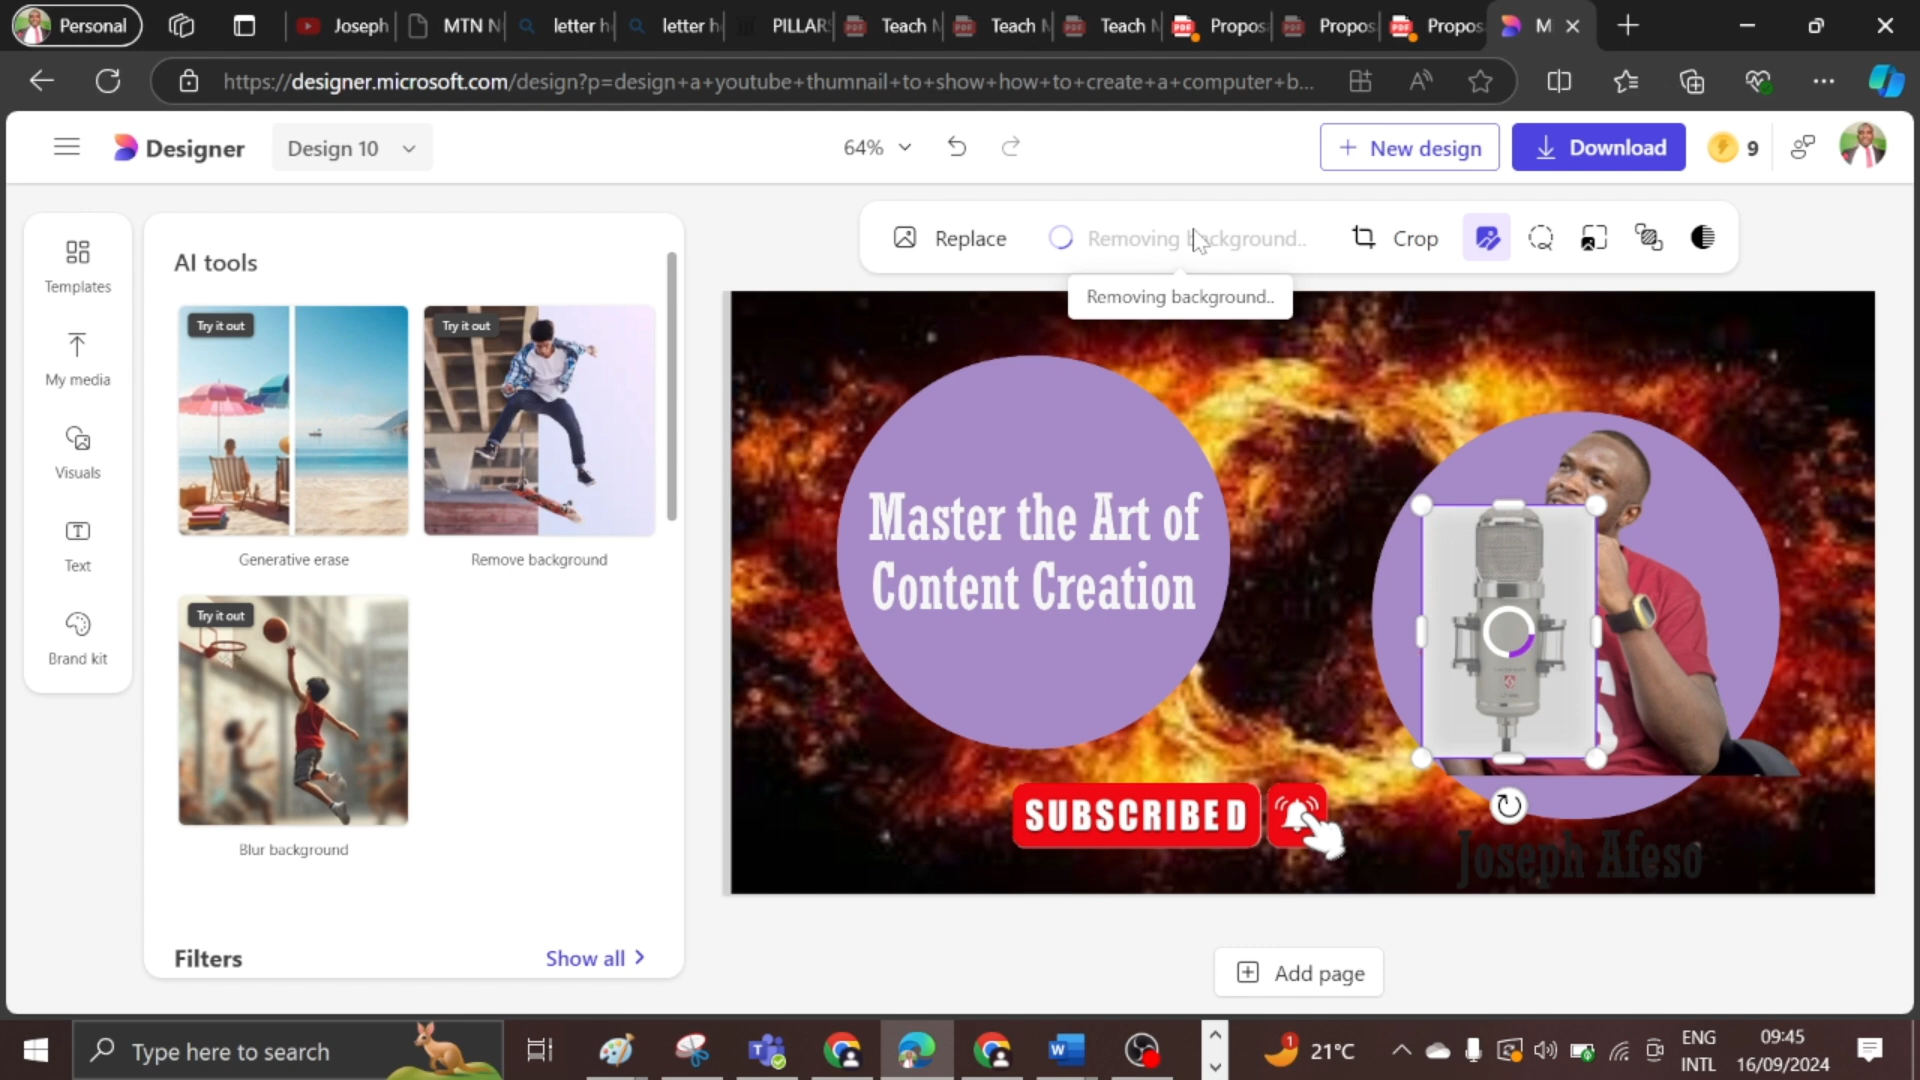 Personal
Joseph
MTN N
letter h
letter h
PILLAR
Teach M
Teach M
Teach M
Propos
Propos
Propos
M
https://designer.microsoft.com/design?p=design+a+youtube+thumnail+to+show+how+to+create+a+computer+b...
Designer
Design 10
64%
New design
Download
9
Templates
My media
Visuals
Text
Brand kit
AI tools
Try it out
Try it out
Generative erase
Remove background
Try it out
Blur background
Filters
Show all
Replace
Removing background..
Crop
Removing background..
Master the Art of
Content Creation
SUBSCRIBED
Joseph Afeso
Add page
Type here to search
1
21°C
ENG
INTL
09:45
16/09/2024